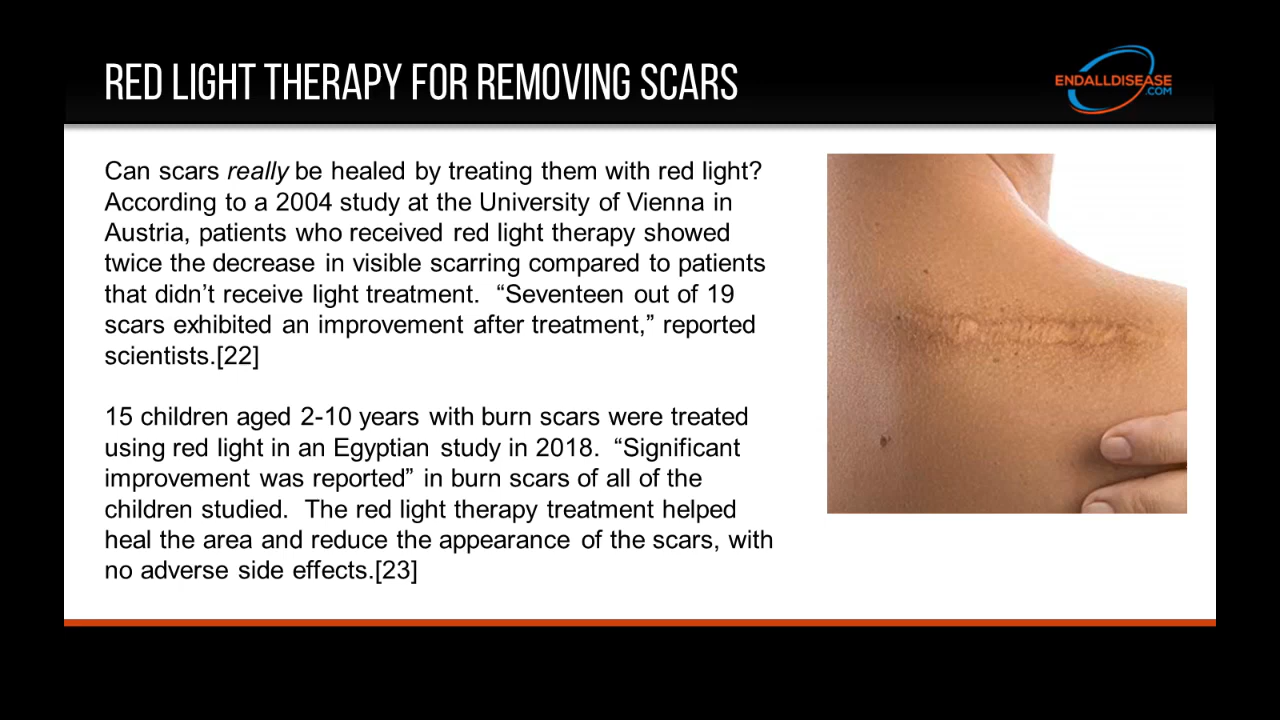 RED LIGHT THERAPY FOR REMOVING SCARS
ENDALLDISEASE
.COM
Can scars really be healed by treating them with red light?
According to a 2004 study at the University of Vienna in
Austria, patients who received red light therapy showed
twice the decrease in visible scarring compared to patients
that didn’t receive light treatment. “Seventeen out of 19
scars exhibited an improvement after treatment,” reported
scientists.[22]
15 children aged 2-10 years with burn scars were treated
using red light in an Egyptian study in 2018. “Significant
improvement was reported” in burn scars of all of the
children studied. The red light therapy treatment helped
heal the area and reduce the appearance of the scars, with
no adverse side effects.[23]